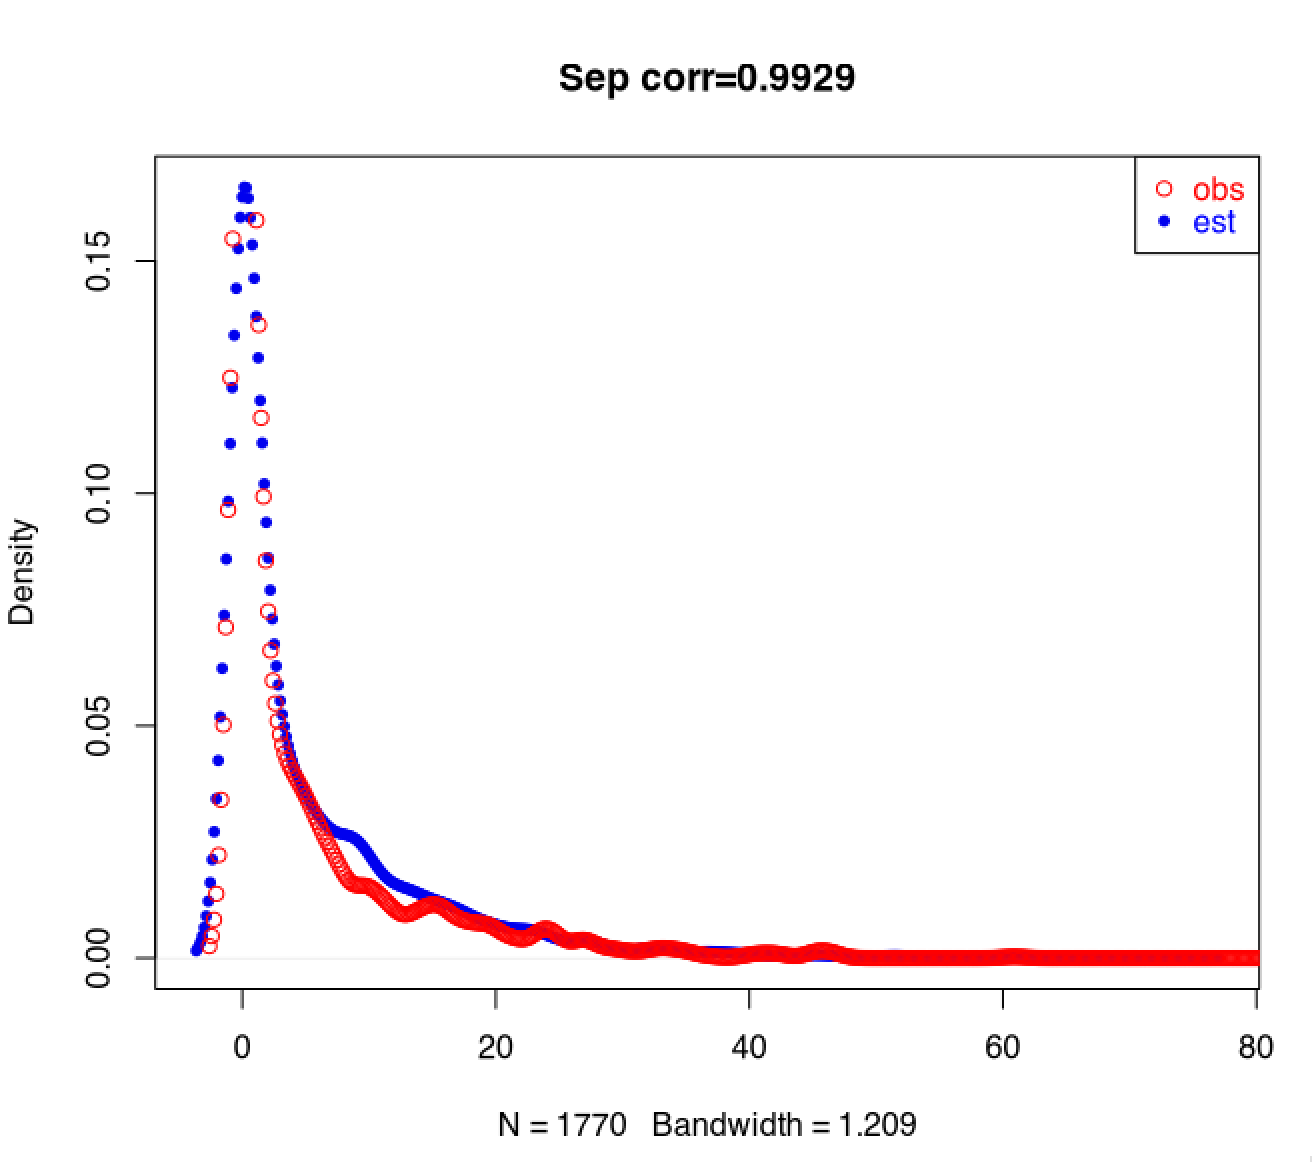 Sep corr=0.9929
obs
est
Density
0.15
0.10
0.05
0.00
0 20 40 60 80
N = 1770 Bandwidth = 1.209